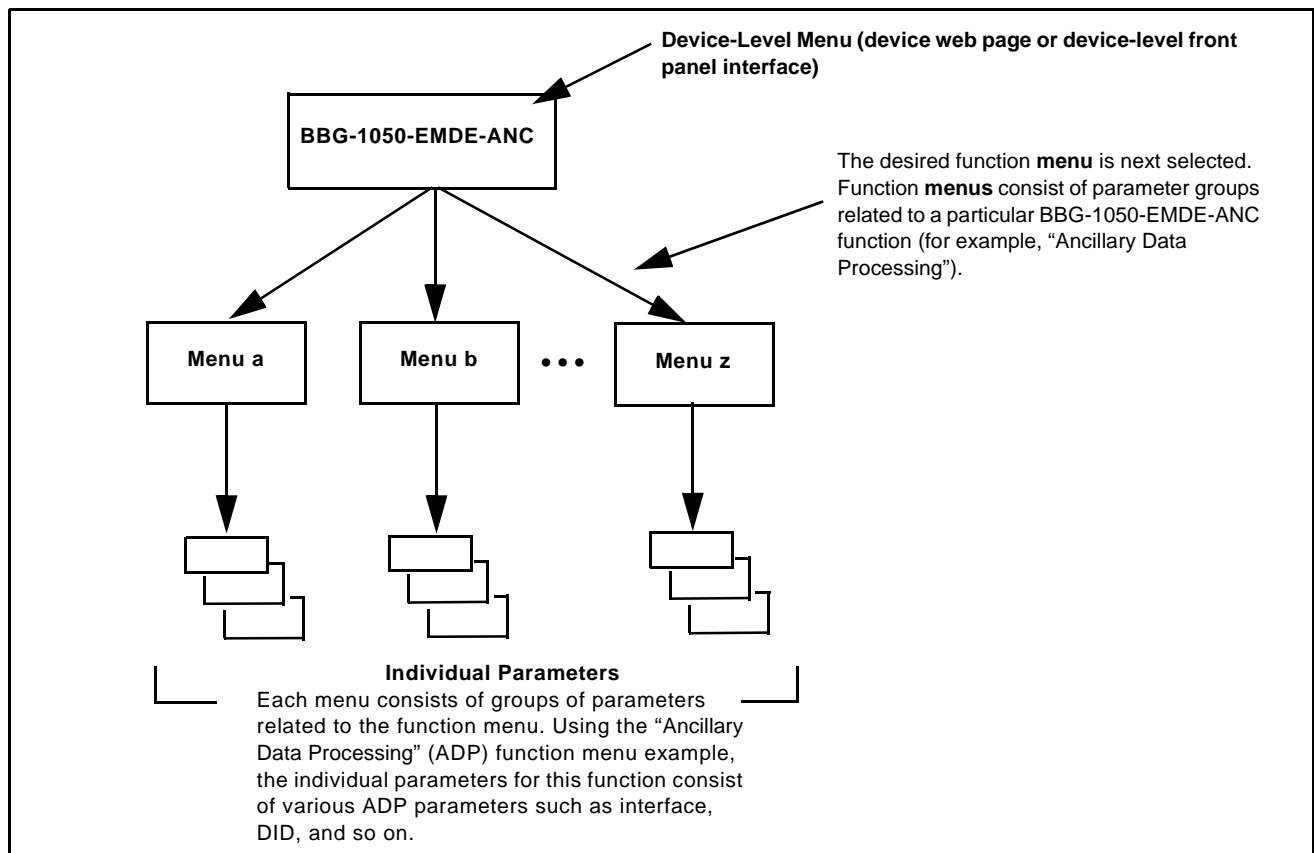 Device-Level Menu (device web page or device-level front
panel interface)
BBG-1050-EMDE-ANC
The desired function menu is next selected.
Function menus consist of parameter groups
related to a particular BBG-1050-EMDE-ANC
function (for example, “Ancillary Data
Processing”).
Menu a
Menu b
•••
Menu z
Individual Parameters
Each menu consists of groups of parameters
related to the function menu. Using the “Ancillary
Data Processing” (ADP) function menu example,
the individual parameters for this function consist
of various ADP parameters such as interface,
DID, and so on.